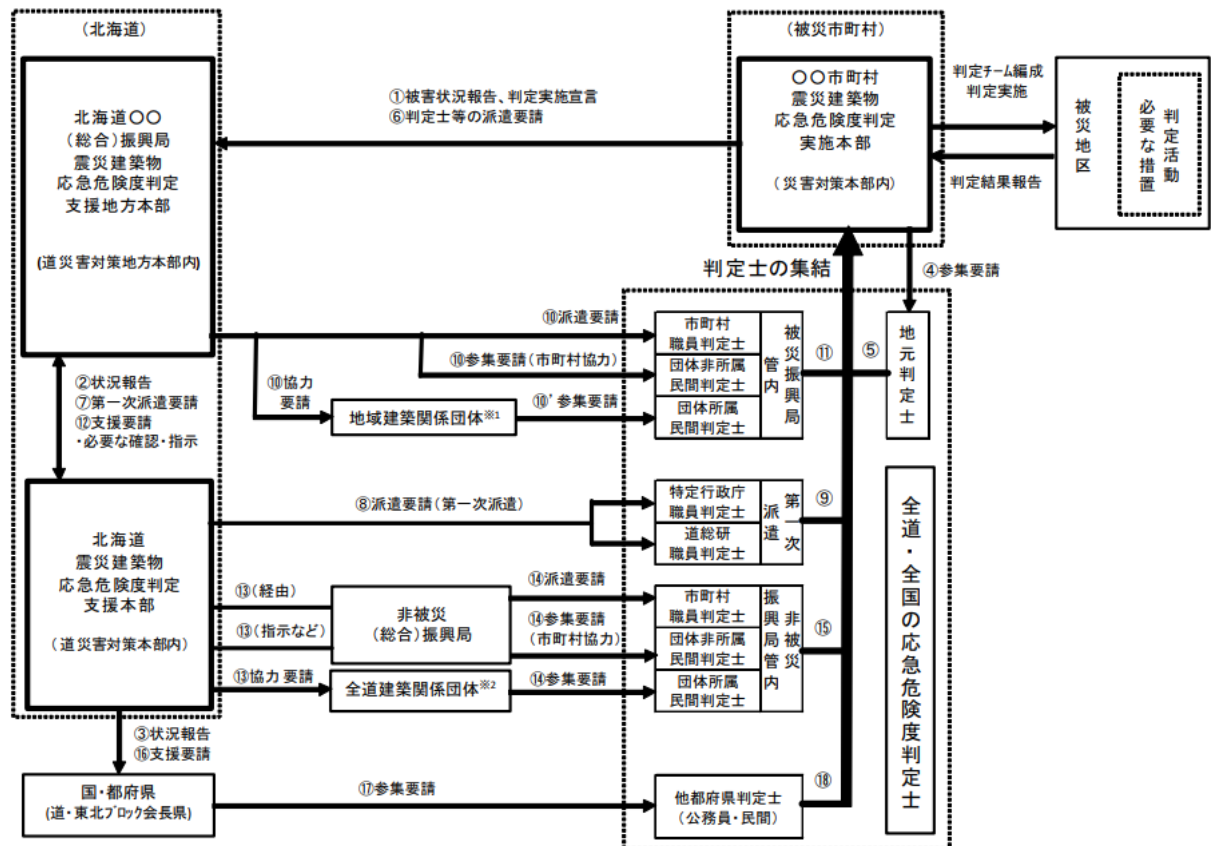 (北海道)
北海道〇〇
(総合)振興局
震災建築物
応急危険度判定
支援地方本部
(道災害対策地方本部内)
①被害状況報告、判定実施宣言
⑥判定士等の派遣要請
(被災市町村)
〇〇市町村
震災建築物
応急危険度判定
実施本部
(災害対策本部内)
判定チーム編成
判定実施
判定結果報告
被災地区
判定活動
必要な措置
判定士の集結
④参集要請
⑩派遣要請
⑩参集要請(市町村協力)
⑩協力
要請
地域建築関係団体※1
⑩’参集要請
市町村
職員判定士
団体非所属
民間判定士
団体所属
民間判定士
被災振興局
管内
⑪
⑤
地元判定士
②状況報告
⑦第一次派遣要請
⑫支援要請
・必要な確認・指示
北海道
震災建築物
応急危険度判定
支援本部
(道災害対策本部内)
⑧派遣要請(第一次派遣)
特定行政庁
職員判定士
道総研
職員判定士
第一次
派遣
⑨
⑬(経由)
⑬(指示など)
非被災
(総合)振興局
⑭派遣要請
⑭参集要請
(市町村協力)
⑬協力要請
全道建築関係団体※2
⑭参集要請
市町村
職員判定士
団体非所属
民間判定士
団体所属
民間判定士
非被災
振興局管内
⑮
全道・全国の応急危険度判定士
③状況報告
⑯支援要請
国・都府県
(道・東北ブロック会長県)
⑰参集要請
他都府県判定士
(公務員・民間)
⑱